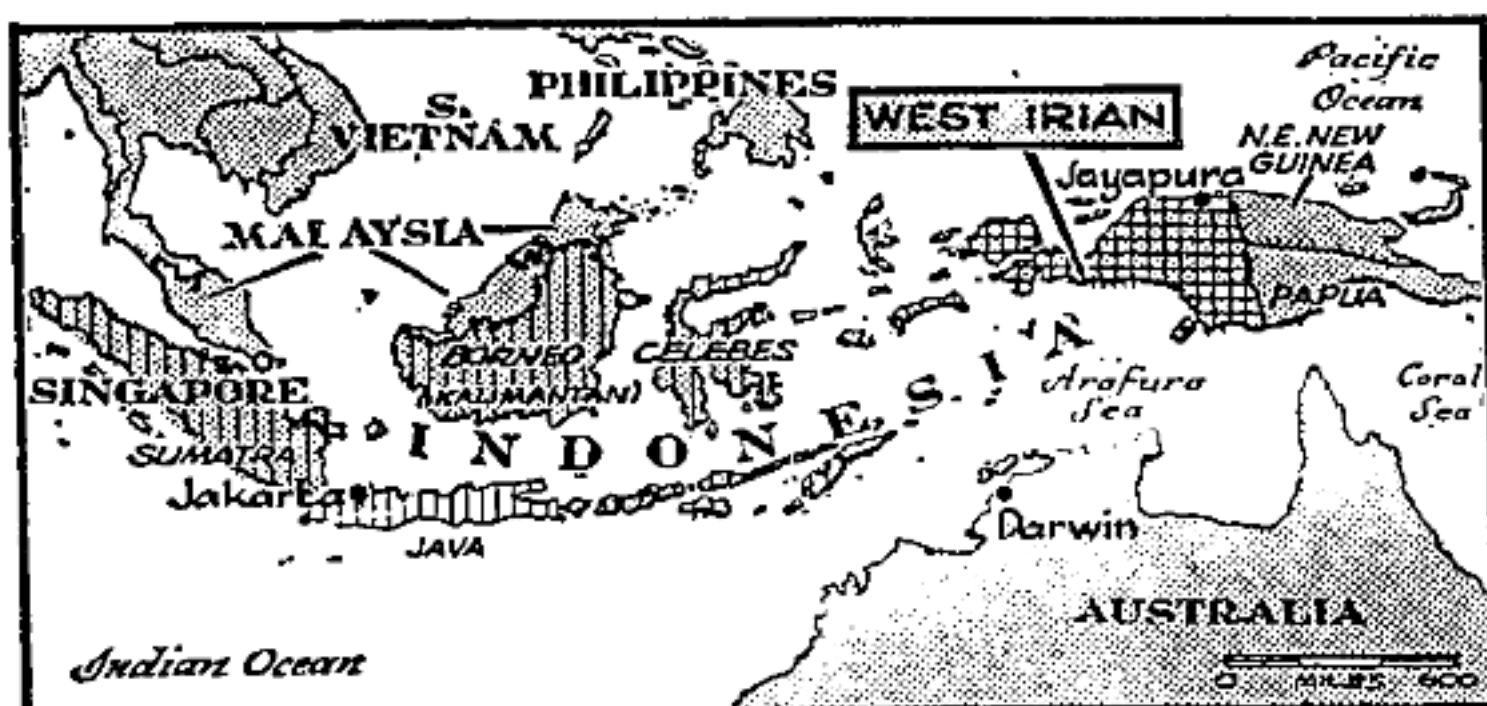 PHILIPPINES
Pacific
Ocean
S.
VIETNAM
WEST IRIAN
N.E. NEW
GUINEA
Jayapura
MALAYSIA
PAPUA
BORNEO
(KALIMANTAN)
CELEBES
SINGAPORE
INDONESIA
Arafura
Sea
Coral
Sea
SUMATRA
Jakarta
JAVA
Darwin
AUSTRALIA
Indian Ocean
0 MILES 600